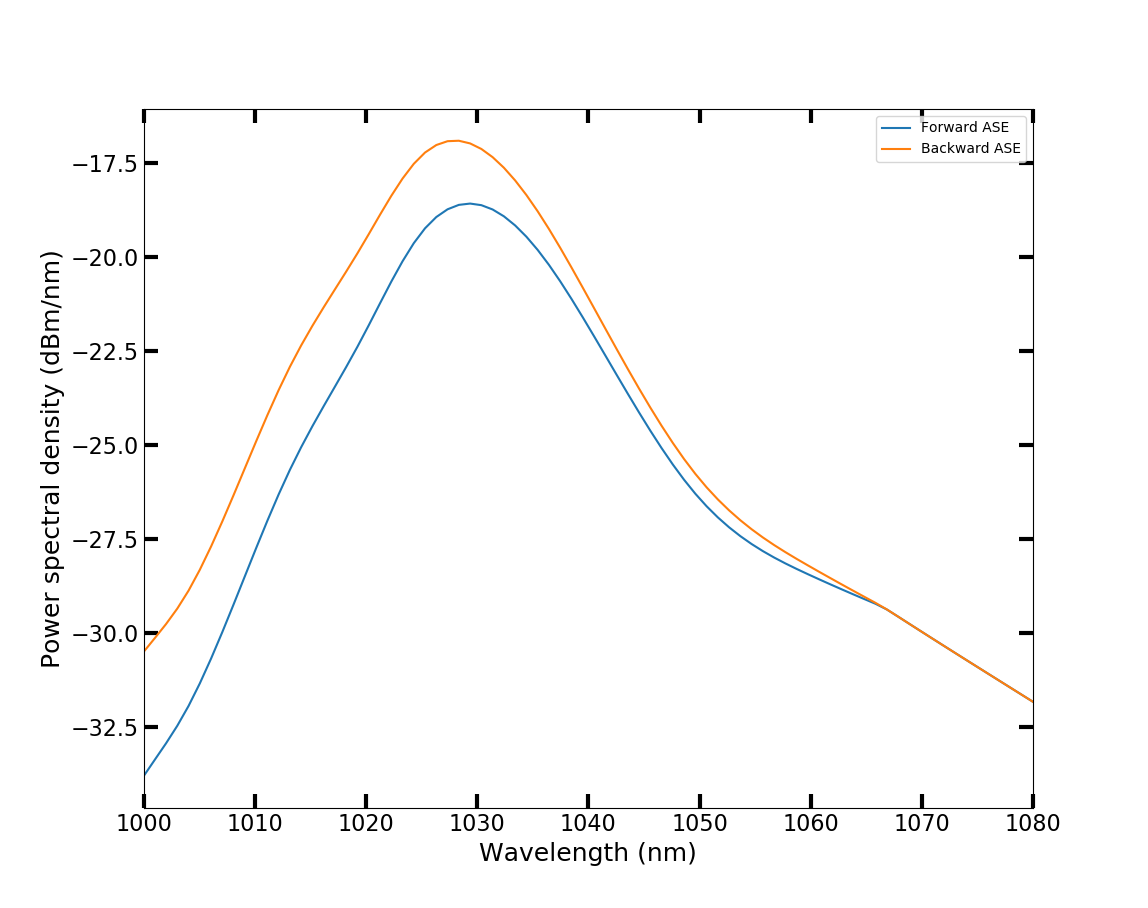 Forward ASE
Backward ASE
−17.5
−20.0
−22.5
−25.0
−27.5
−30.0
−32.5
Power spectral density (dBm/nm)
1000 1010 1020 1030 1040 1050 1060 1070 1080
Wavelength (nm)